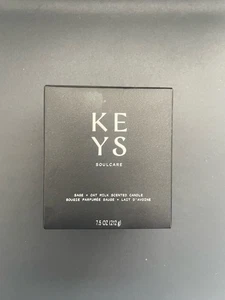 KE
YS
SOULCARE
SAGE + OAT MILK SCENTED CANDLE
BOUGIE PARFUMÉE SAUGE + LAIT D'AVOINE
7.5 OZ (212 g)